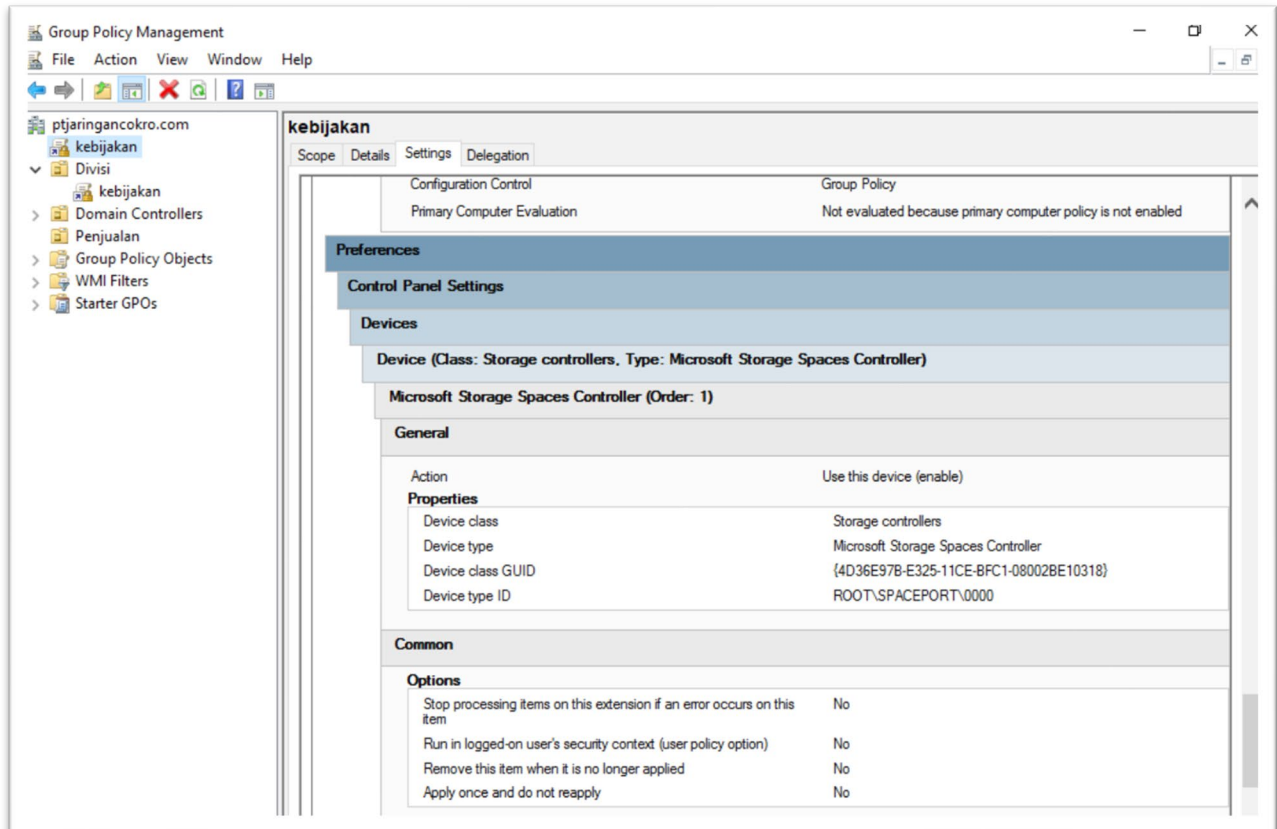 Group Policy Management
File Action View Window Help
ptjaringancokro.com
kebijakan
Divisi
kebijakan
Domain Controllers
Penjualan
Group Policy Objects
WMI Filters
Starter GPOs
kebijakan
Scope Details Settings Delegation
Configuration Control Group Policy
Primary Computer Evaluation Not evaluated because primary computer policy is not enabled
Preferences
Control Panel Settings
Devices
Device (Class: Storage controllers, Type: Microsoft Storage Spaces Controller)
Microsoft Storage Spaces Controller (Order: 1)
General
Action Use this device (enable)
Properties
Device class Storage controllers
Device type Microsoft Storage Spaces Controller
Device class GUID {4D36E97B-E325-11CE-BFC1-08002BE10318}
Device type ID ROOT\SPACEPORT\0000
Common
Options
Stop processing items on this extension if an error occurs on this No
item
Run in logged-on user's security context (user policy option) No
Remove this item when it is no longer applied No
Apply once and do not reapply No